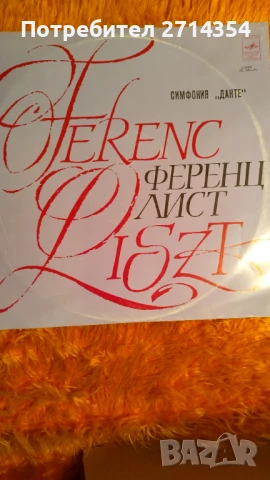 Потребител 2714354
СИМФОНИЯ „ДАНТЕ"
FERENC
ФЕРЕНЦ
ЛИСТ
LISZT
BAZAR